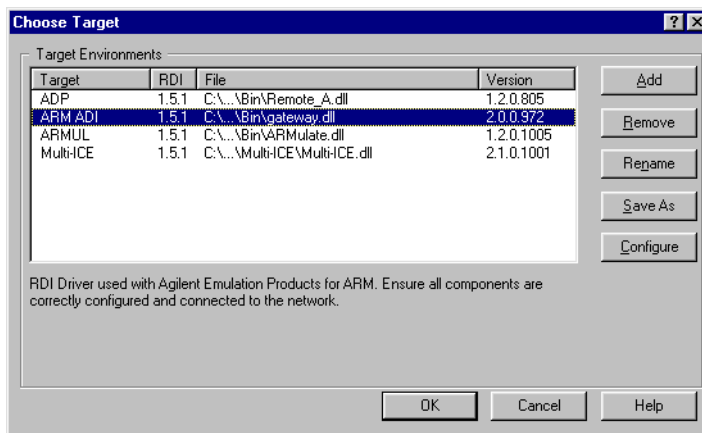 Choose Target
Target Environments
Target RDI File Version
ADP 1.5.1 C:\...\Bin\Remote_A.dll 1.2.0.805
ARM ADI 1.5.1 C:\...\Bin\gateway.dll 2.0.0.972
ARMUL 1.5.1 C:\...\Bin\ARMulate.dll 1.2.0.1005
Multi-ICE 1.5.1 C:\...\Multi-ICE\Multi-ICE.dll 2.1.0.1001
Add
Remove
Rename
Save As
Configure
RDI Driver used with Agilent Emulation Products for ARM. Ensure all components are
correctly configured and connected to the network.
OK Cancel Help